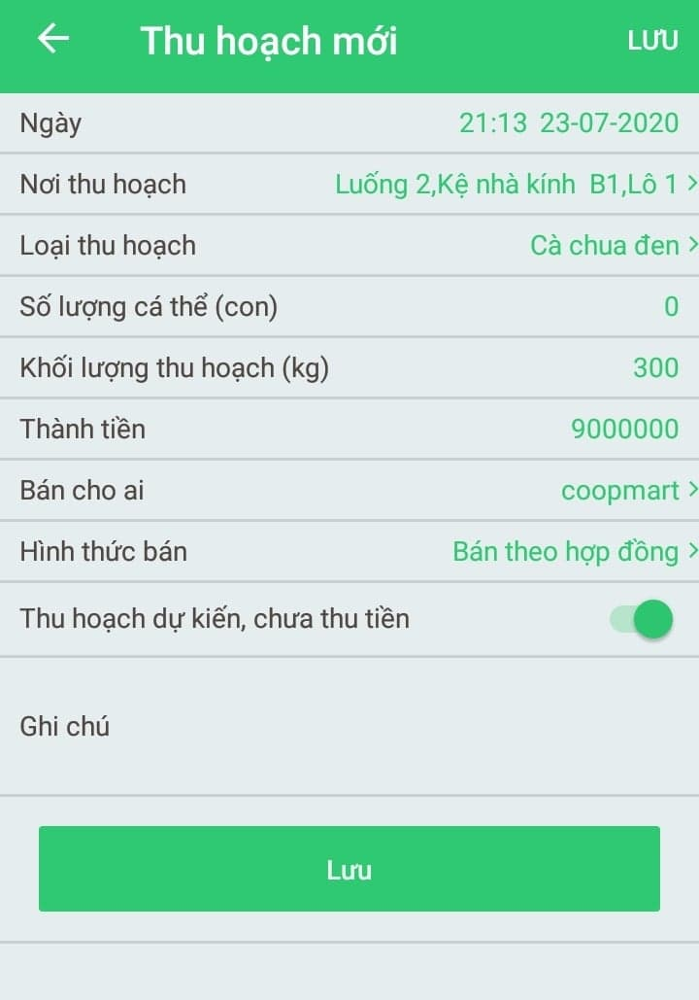 Thu hoạch mới LƯU
Ngày 21:13 23-07-2020
Nơi thu hoạch Luống 2,Kệ nhà kính B1,Lô 1
Loại thu hoạch Cà chua đen
Số lượng cá thể (con) 0
Khối lượng thu hoạch (kg) 300
Thành tiền 9000000
Bán cho ai coopmart
Hình thức bán Bán theo hợp đồng
Thu hoạch dự kiến, chưa thu tiền
Ghi chú
Lưu